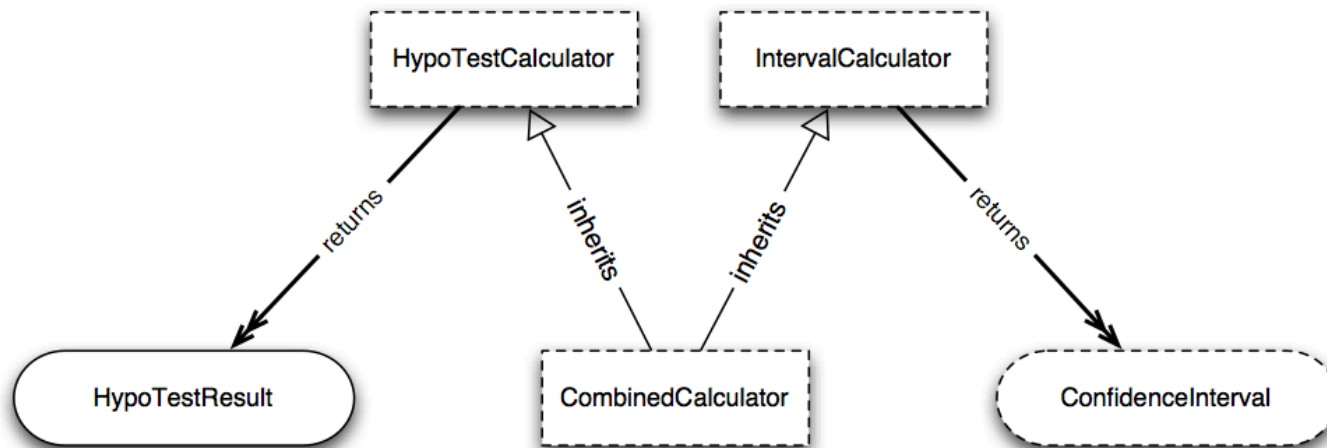 HypoTestCalculator
IntervalCalculator
returns
inherits
inherits
returns
HypoTestResult
CombinedCalculator
ConfidenceInterval